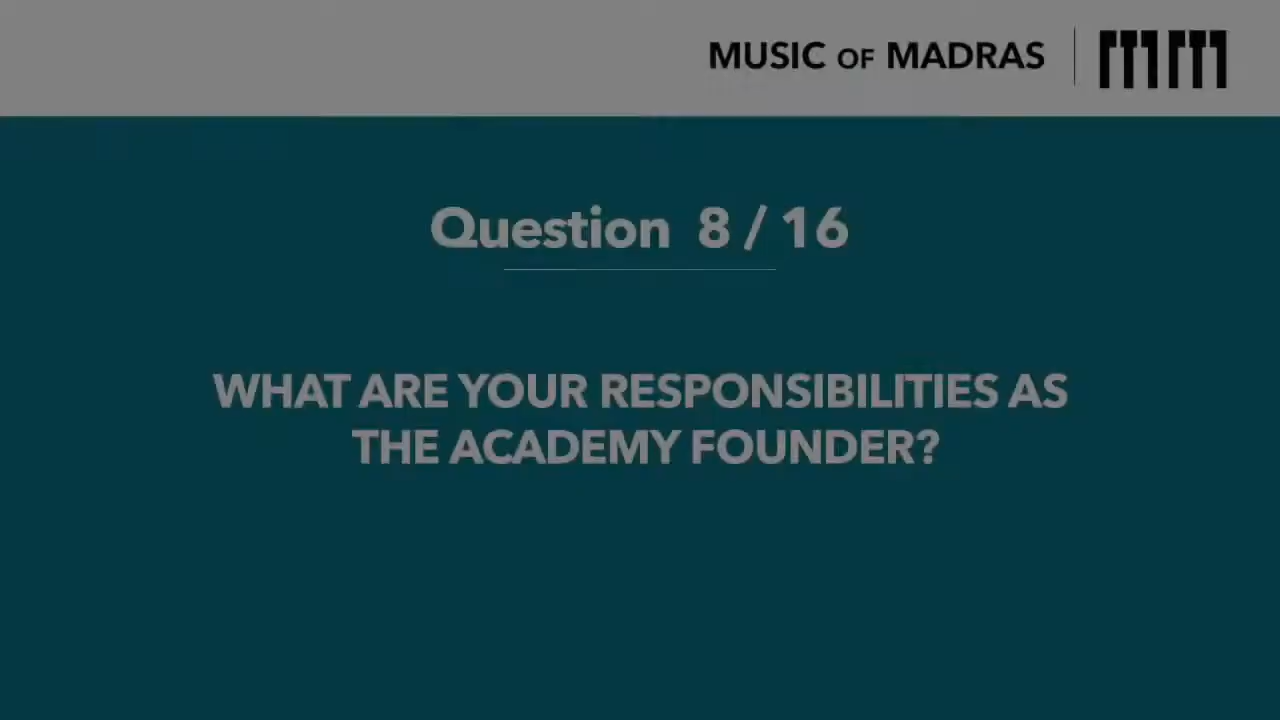 MUSIC OF MADRAS
Question 8 / 16
WHAT ARE YOUR RESPONSIBILITIES AS
THE ACADEMY FOUNDER?